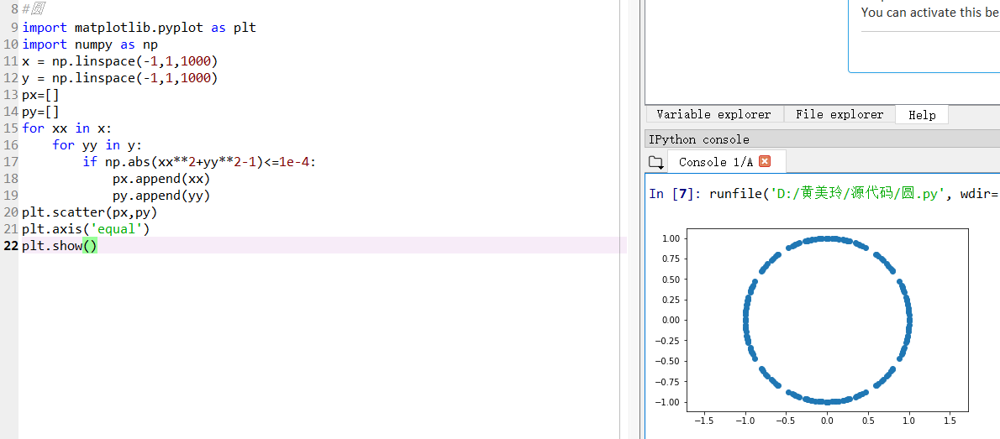 8 #圆
9 import matplotlib.pyplot as plt
10 import numpy as np
11 x = np.linspace(-1,1,1000)
12 y = np.linspace(-1,1,1000)
13 px=[]
14 py=[]
15 for xx in x:
16     for yy in y:
17         if np.abs(xx**2+yy**2-1)<=1e-4:
18             px.append(xx)
19             py.append(yy)
20 plt.scatter(px,py)
21 plt.axis('equal')
22 plt.show()
You can activate this be
Variable explorer File explorer Help
IPython console
Console 1/A
In [7]: runfile('D:/黄美玲/源代码/圆.py', wdir=
1.00
0.75
0.50
0.25
0.00
−0.25
−0.50
−0.75
−1.00
−1.5 −1.0 −0.5 0.0 0.5 1.0 1.5